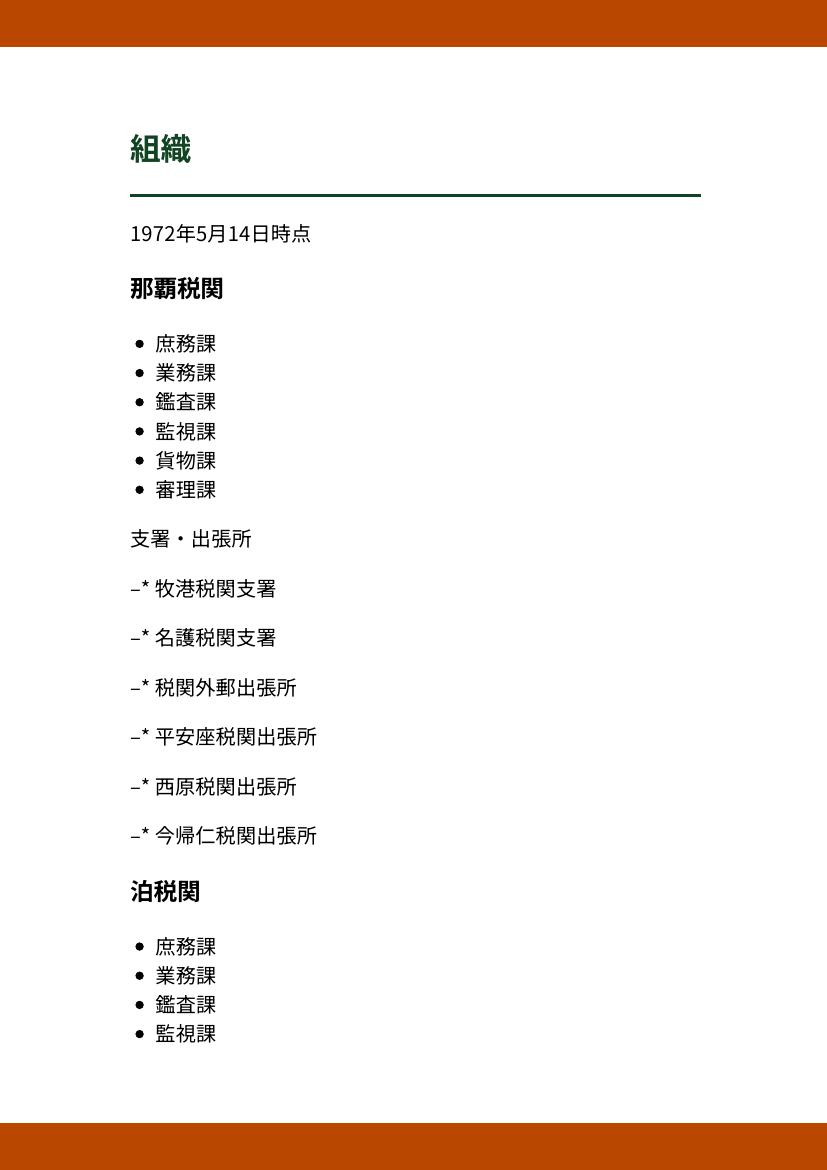 組織
1972年5月14日時点
那覇税関
• 庶務課
• 業務課
• 鑑査課
• 監視課
• 貨物課
• 審理課
支署・出張所
–* 牧港税関支署
–* 名護税関支署
–* 税関外郵出張所
–* 平安座税関出張所
–* 西原税関出張所
–* 今帰仁税関出張所
泊税関
• 庶務課
• 業務課
• 鑑査課
• 監視課